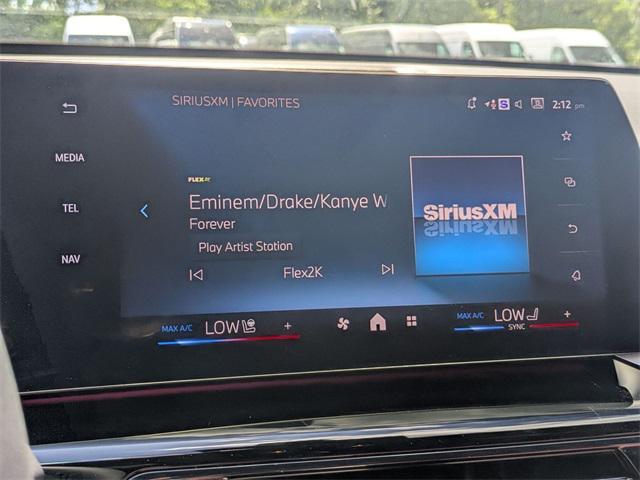 SIRIUSXM | FAVORITES
S
2:12 pm
MEDIA
TEL
NAV
FLEX2K
Eminem/Drake/Kanye W
Forever
Play Artist Station
Flex2K
SiriusXM
MAX A/C LOW +
MAX A/C LOW +
SYNC